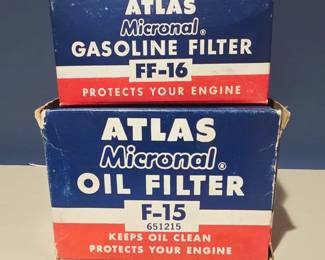 ATLAS
Micronal®
GASOLINE FILTER
FF-16
PROTECTS YOUR ENGINE
ATLAS
Micronal®
OIL FILTER
F-15
651215
KEEPS OIL CLEAN
PROTECTS YOUR ENGINE